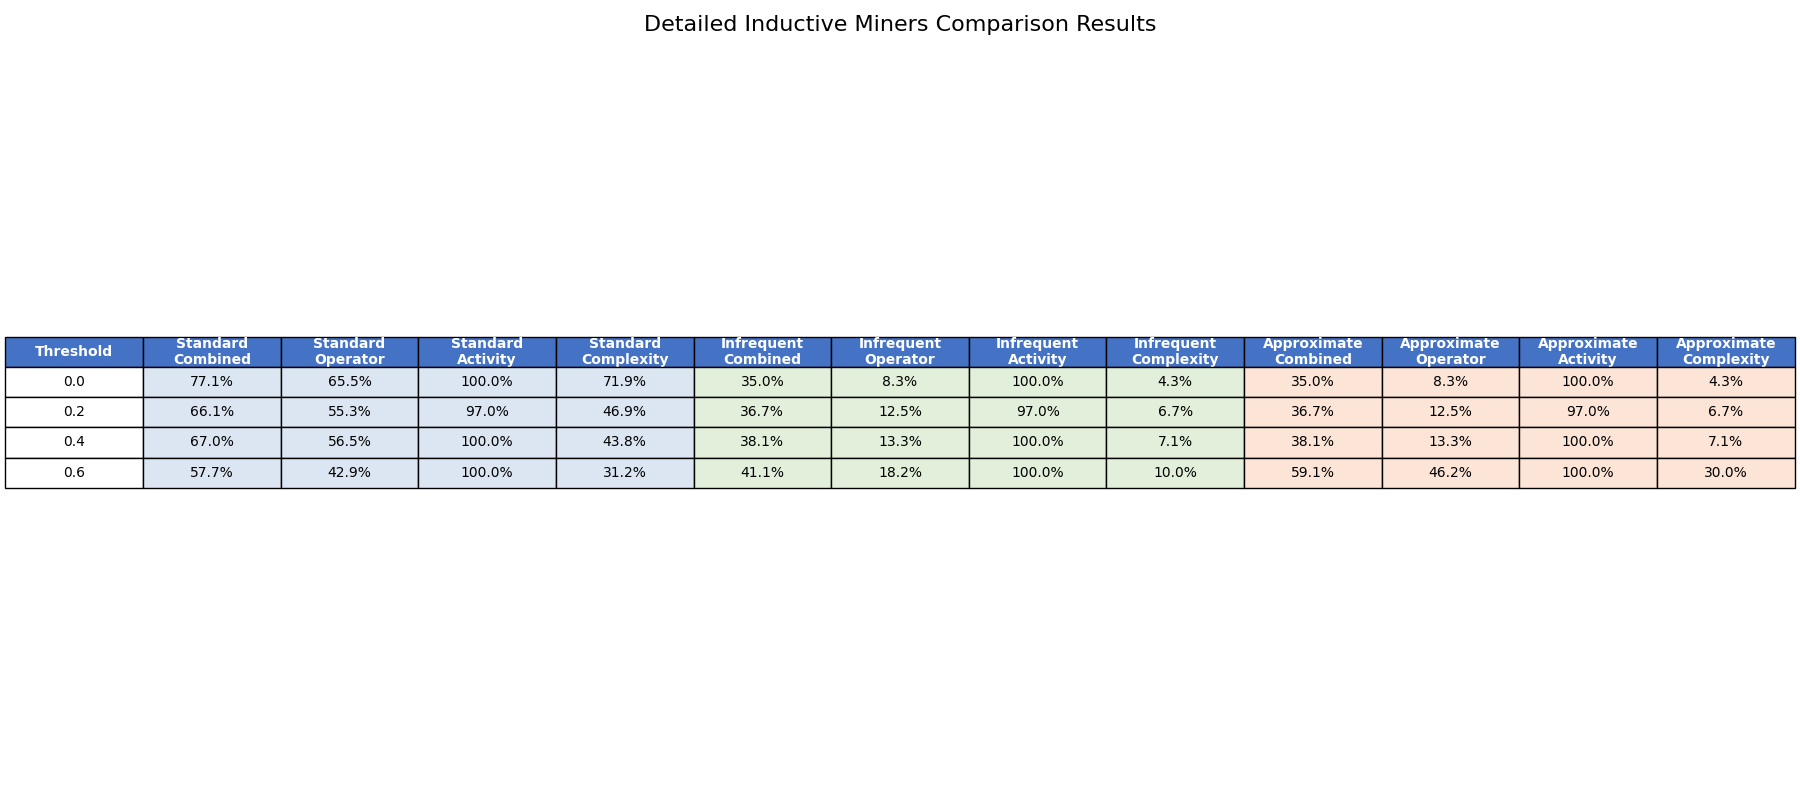 Detailed Inductive Miners Comparison Results
Threshold Standard Combined Standard Operator Standard Activity Standard Complexity Infrequent Combined Infrequent Operator Infrequent Activity Infrequent Complexity Approximate Combined Approximate Operator Approximate Activity Approximate Complexity
0.0 77.1% 65.5% 100.0% 71.9% 35.0% 8.3% 100.0% 4.3% 35.0% 8.3% 100.0% 4.3%
0.2 66.1% 55.3% 97.0% 46.9% 36.7% 12.5% 97.0% 6.7% 36.7% 12.5% 97.0% 6.7%
0.4 67.0% 56.5% 100.0% 43.8% 38.1% 13.3% 100.0% 7.1% 38.1% 13.3% 100.0% 7.1%
0.6 57.7% 42.9% 100.0% 31.2% 41.1% 18.2% 100.0% 10.0% 59.1% 46.2% 100.0% 30.0%